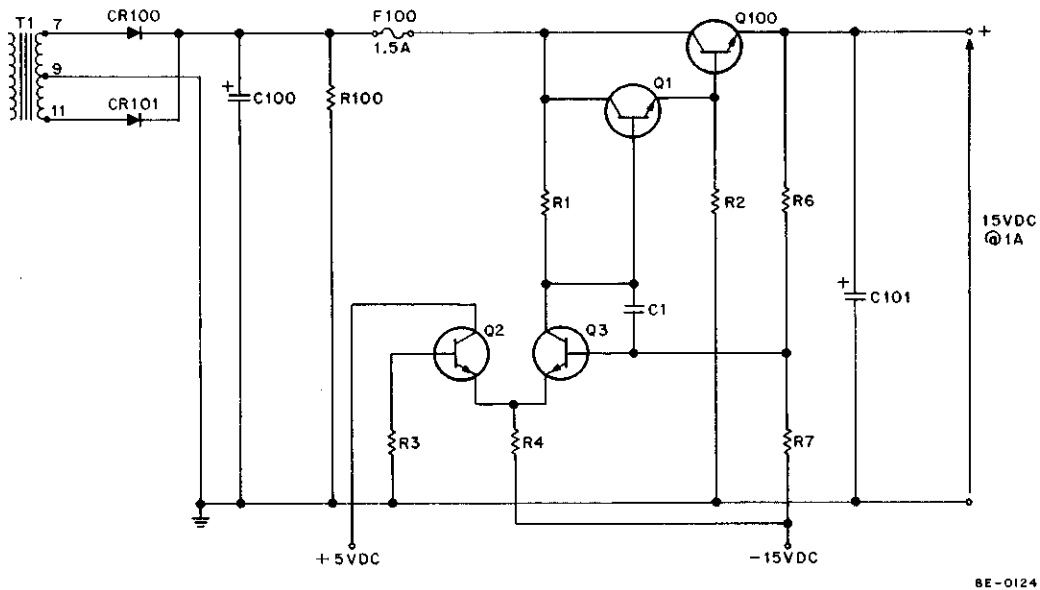 T1
7
CR100
F100
1.5A
Q100
+
9
+
C100
R100
Q1
CR101
11
R1
R2
R6
15VDC
@1A
+
C101
C1
Q2
Q3
R3
R4
R7
+5VDC
-15VDC
8E-0124